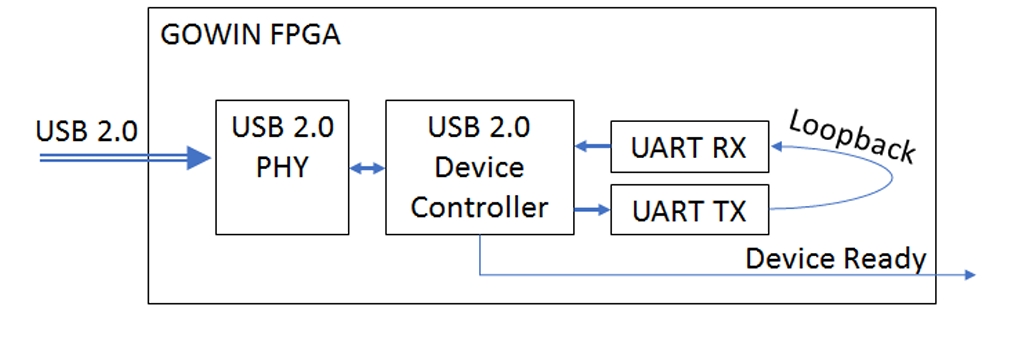 GOWIN FPGA
USB 2.0
USB 2.0
PHY
USB 2.0
Device
Controller
UART RX
UART TX
Loopback
Device Ready